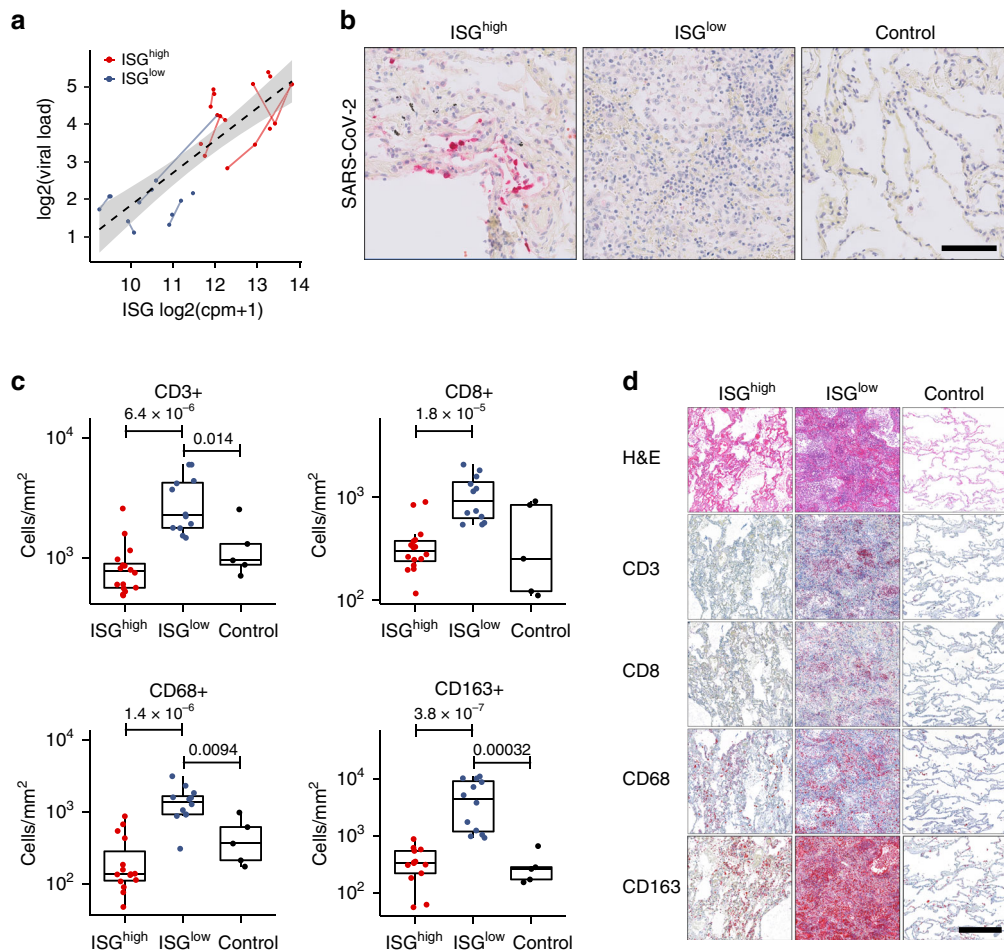 a
ISG^high
ISG^low
5
4
3
2
1
log2(viral load)
10 11 12 13 14
ISG log2(cpm+1)
b
ISG^high ISG^low Control
SARS-CoV-2
c
CD3+
6.4 × 10^−6
0.014
10^4
10^3
Cells/mm^2
ISG^high ISG^low Control
CD8+
1.8 × 10^−5
10^3
10^2
Cells/mm^2
ISG^high ISG^low Control
CD68+
1.4 × 10^−6
0.0094
10^4
10^3
10^2
Cells/mm^2
ISG^high ISG^low Control
CD163+
3.8 × 10^−7
0.00032
10^4
10^3
10^2
Cells/mm^2
ISG^high ISG^low Control
d
ISG^high ISG^low Control
H&E
CD3
CD8
CD68
CD163